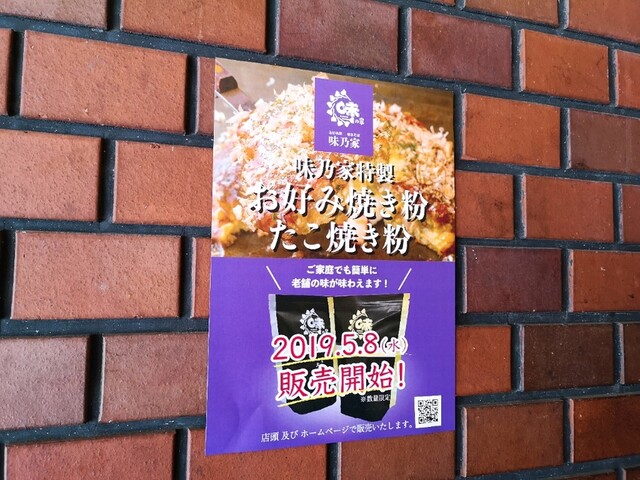 味乃家
味乃家特製
お好み焼き粉
たこ焼き粉
ご家庭でも簡単に
老舗の味が味わえます!
2019.5.8(水)
販売開始!
※数量限定
店頭 及び ホームページで販売いたします。